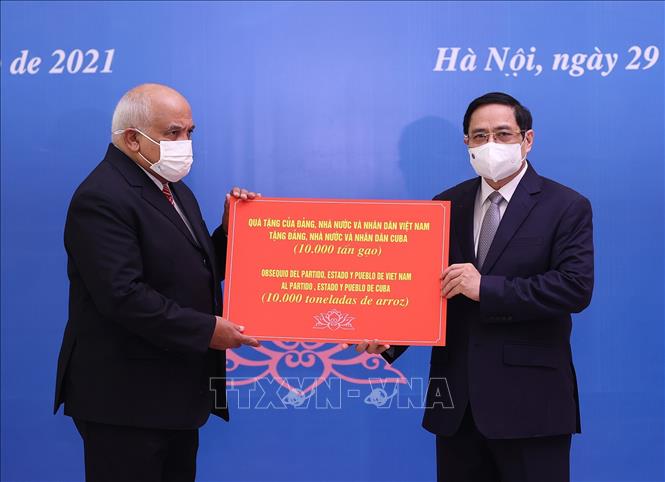 de 2021
Hà Nội, ngày 29
QUÀ TẶNG CỦA ĐẢNG, NHÀ NƯỚC VÀ NHÂN DÂN VIỆT NAM
TẶNG ĐẢNG, NHÀ NƯỚC VÀ NHÂN DÂN CUBA
(10.000 tấn gạo)
OBSEQUIO DEL PARTIDO, ESTADO Y PUEBLO DE VIET NAM
AL PARTIDO, ESTADO Y PUEBLO DE CUBA
(10.000 toneladas de arroz)
TTXVN-VNA